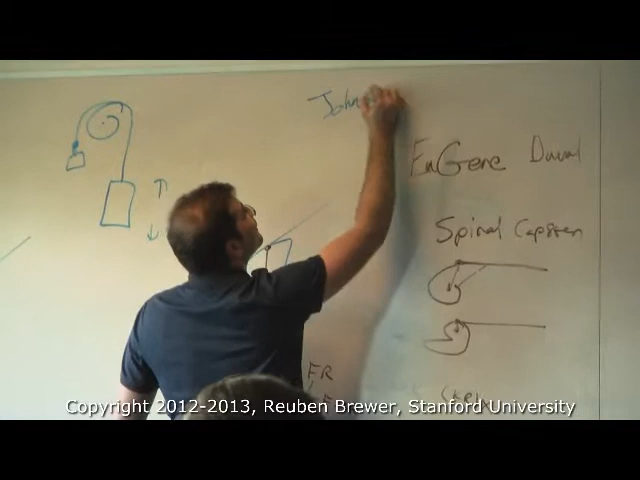 John
EuGene Duval
Spiral Capstan
FR
Copyright 2012-2013, Reuben Brewer, Stanford University